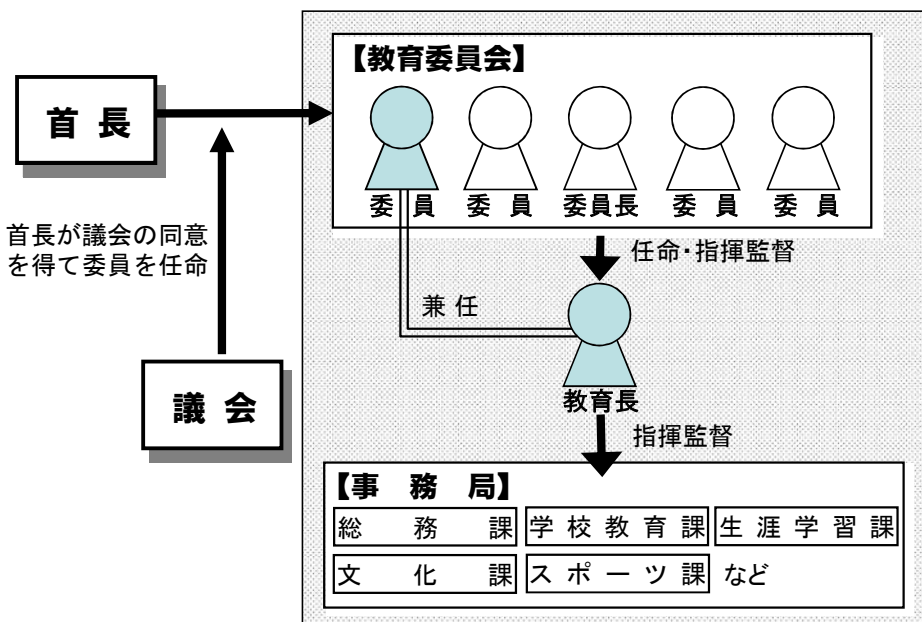 【教育委員会】
首 長
委 員 委 員 委員長 委 員 委 員
首長が議会の同意
を得て委員を任命
任命・指揮監督
兼 任
議 会
教育長
指揮監督
【事 務 局】
総 務 課 学 校 教 育 課 生 涯 学 習 課
文 化 課 ス ポ ー ツ 課 など